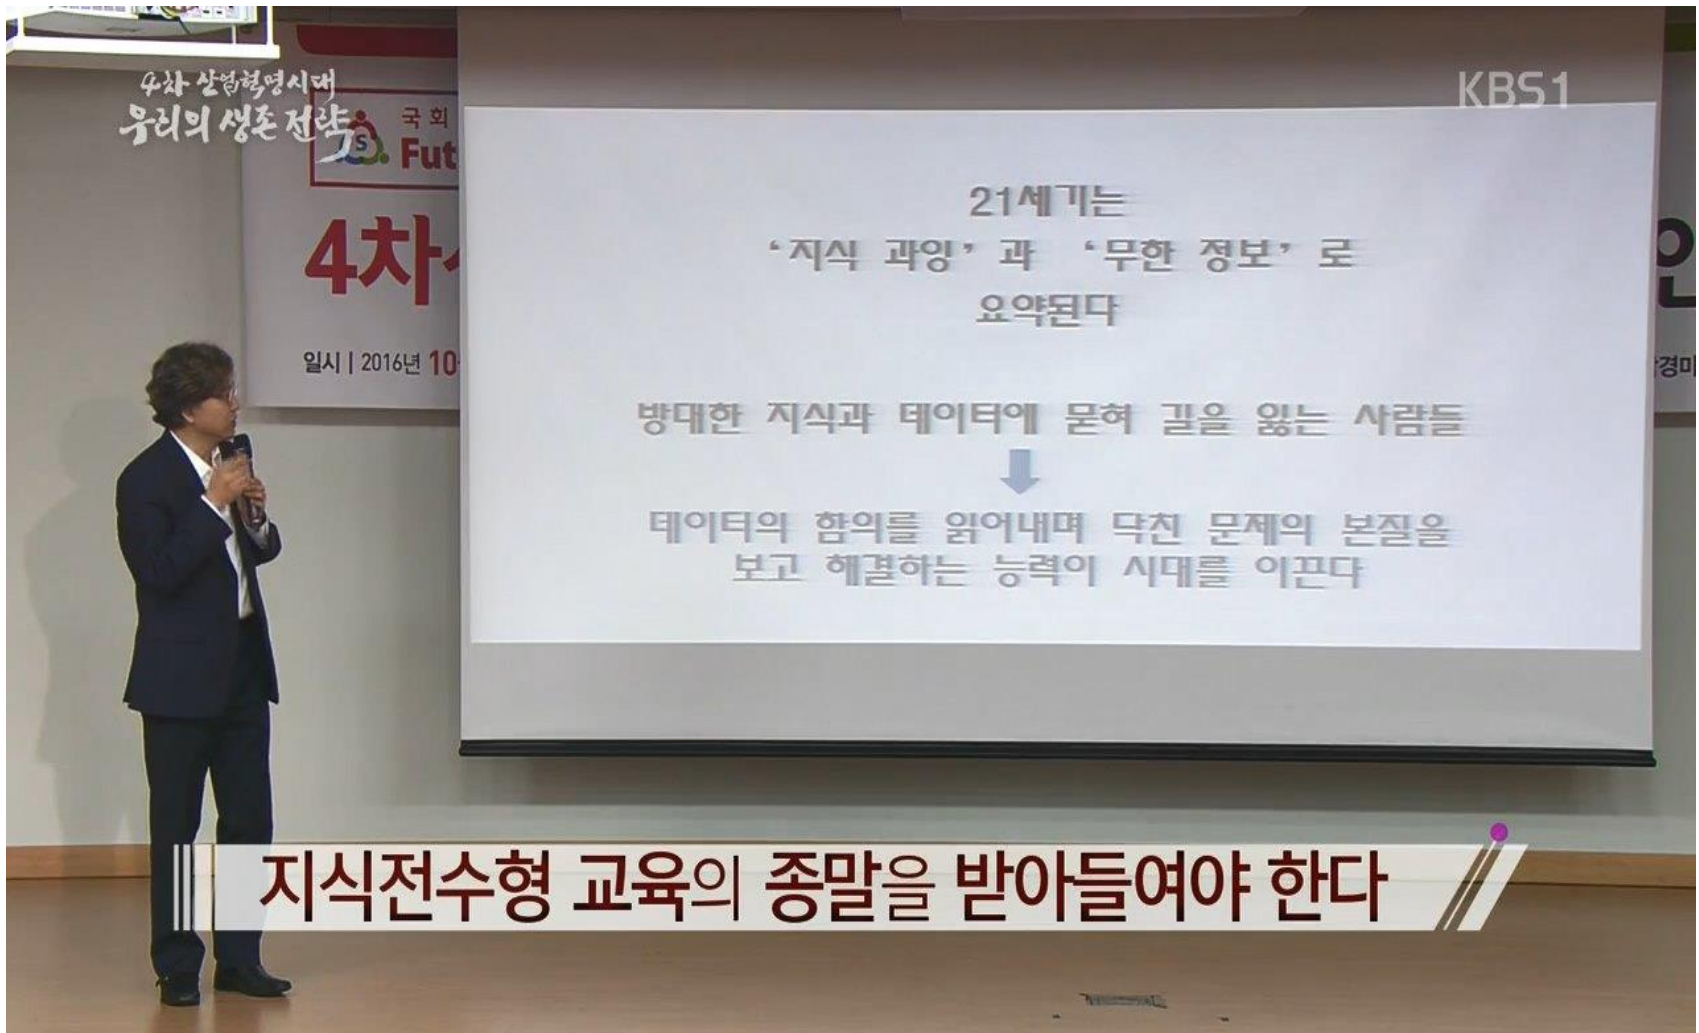 4차 산업혁명시대
우리의 생존 전략
KBS1
국회
S
Fut
4차
일시 | 2016년 10
21세기는
'지식 과잉'과 '무한 정보'로
요약된다
방대한 지식과 데이터에 묻혀 길을 잃는 사람들
데이터의 함의를 읽어내며 닥친 문제의 본질을
보고 해결하는 능력이 시대를 이끈다
인
경마
지식전수형 교육의 종말을 받아들여야 한다